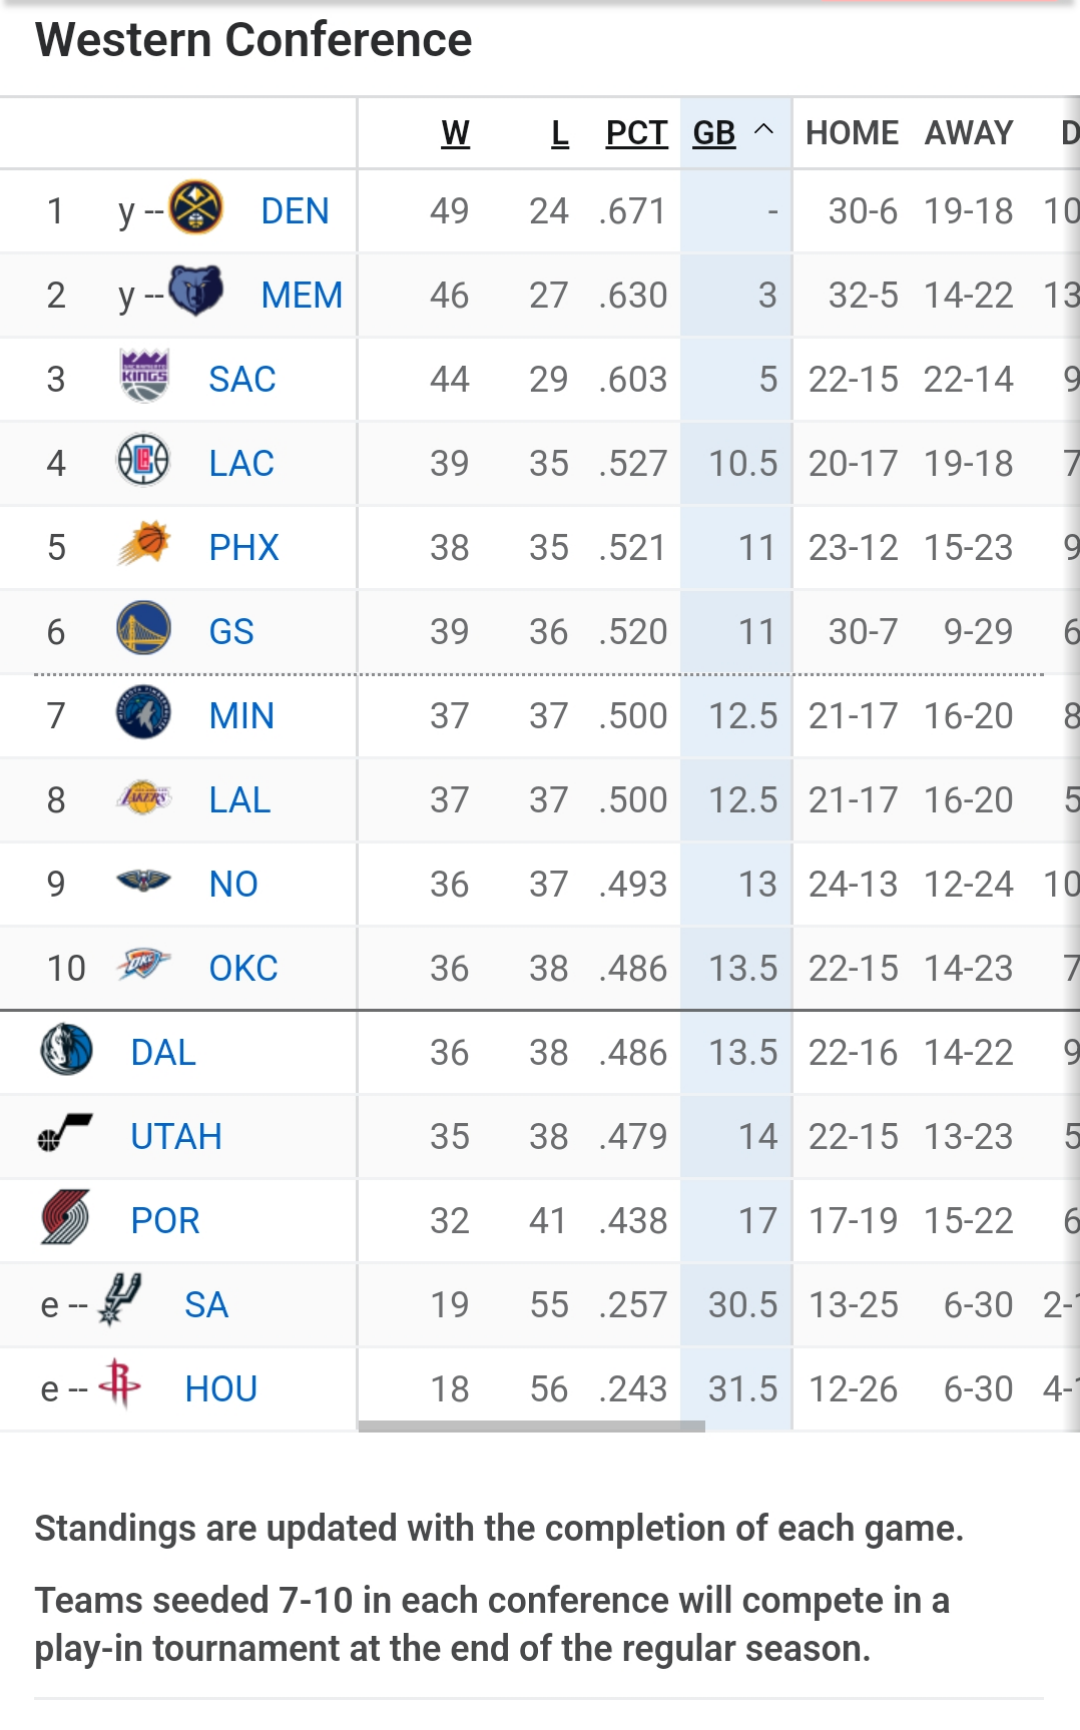 Western Conference
W L PCT GB HOME AWAY D
1 y -- DEN 49 24 .671 - 30-6 19-18 10
2 y -- MEM 46 27 .630 3 32-5 14-22 13
3 KINGS SAC 44 29 .603 5 22-15 22-14 9
4 LAC 39 35 .527 10.5 20-17 19-18 7
5 PHX 38 35 .521 11 23-12 15-23 9
6 GS 39 36 .520 11 30-7 9-29 6
7 MIN 37 37 .500 12.5 21-17 16-20 8
8 LAKERS LAL 37 37 .500 12.5 21-17 16-20 5
9 NO 36 37 .493 13 24-13 12-24 10
10 OKC OKC 36 38 .486 13.5 22-15 14-23 7
DAL 36 38 .486 13.5 22-16 14-22 9
UTAH 35 38 .479 14 22-15 13-23 5
POR 32 41 .438 17 17-19 15-22 6
e -- SA 19 55 .257 30.5 13-25 6-30 2-
e -- R HOU 18 56 .243 31.5 12-26 6-30 4-
Standings are updated with the completion of each game.
Teams seeded 7-10 in each conference will compete in a
play-in tournament at the end of the regular season.